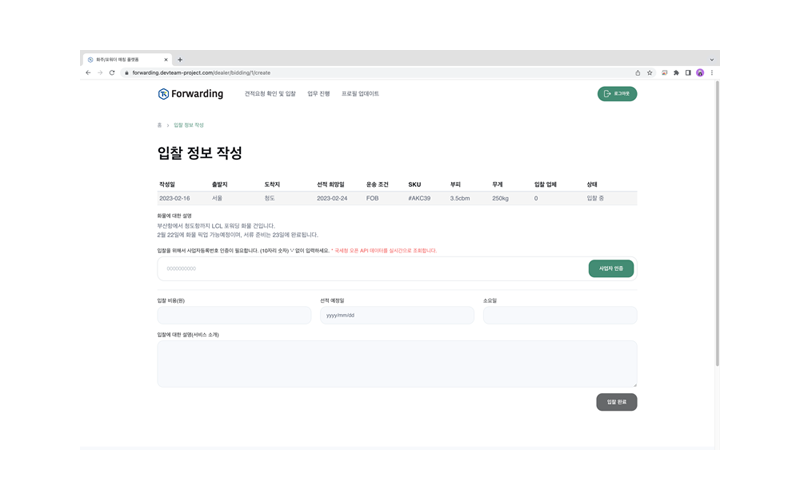 화주/포워더 매칭 플랫폼
forwarding.devteam-project.com/dealer/bidding/1/create
Forwarding 견적요청 확인 및 입찰 업무 진행 프로필 업데이트 로그아웃
홈 > 입찰 정보 작성
입찰 정보 작성
작성일 출발지 도착지 선적 희망일 운송 조건 SKU 부피 무게 입찰 업체 상태
2023-02-16 서울 청도 2023-02-24 FOB #AKC39 3.5cbm 250kg 0 입찰 중
화물에 대한 설명
부산항에서 청도항까지 LCL 포워딩 화물 건입니다.
2월 22일에 화물 픽업 가능예정이며, 서류 준비는 23일에 완료됩니다.
입찰을 위해서 사업자등록번호 인증이 필요합니다. (10자리 숫자) '-' 없이 입력하세요. * 국세청 오픈 API 데이터를 실시간으로 조회합니다.
0000000000 사업자 인증
입찰 비용(원) 선적 예정일 소요일
yyyy/mm/dd
입찰에 대한 설명(서비스 소개)
입찰 완료